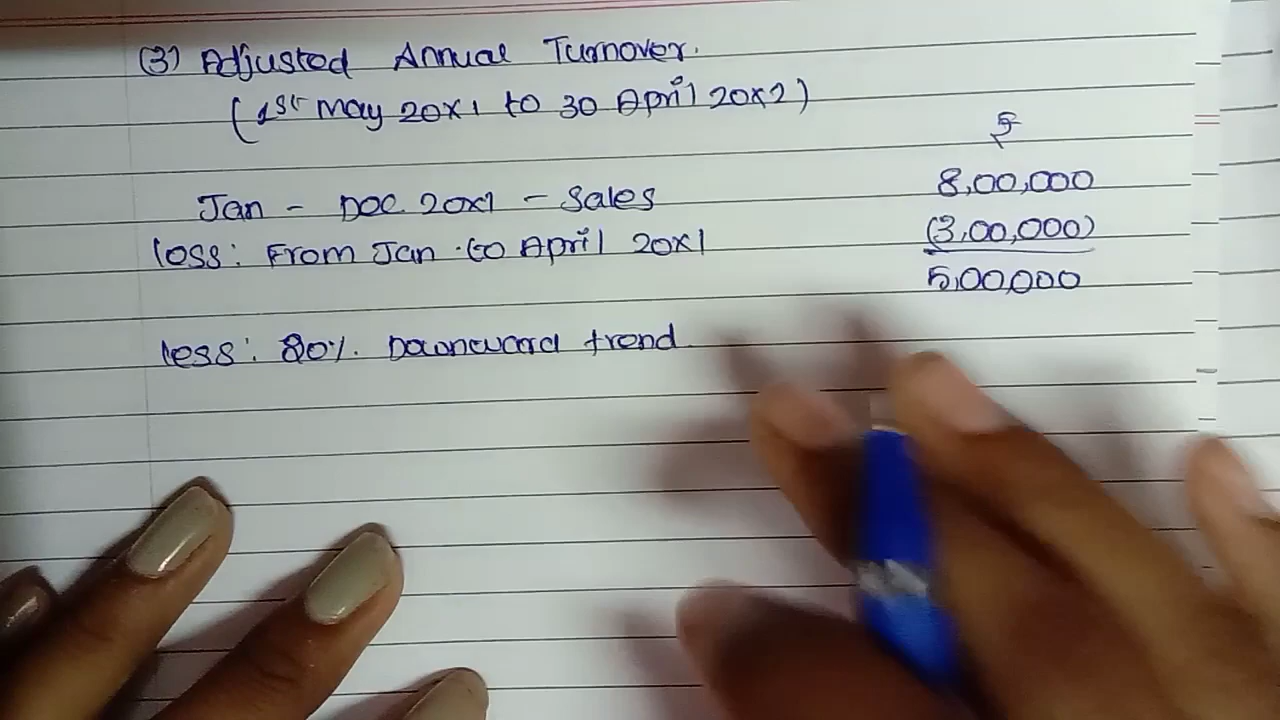 (3) Adjusted Annual Turnover.
(1st May 20x1 to 30 April 20x2)
₹
Jan - Dec 20x1 - Sales 8,00,000
less: From Jan to April 20x1 (3,00,000)
5,00,000
less: 20% Downward trend